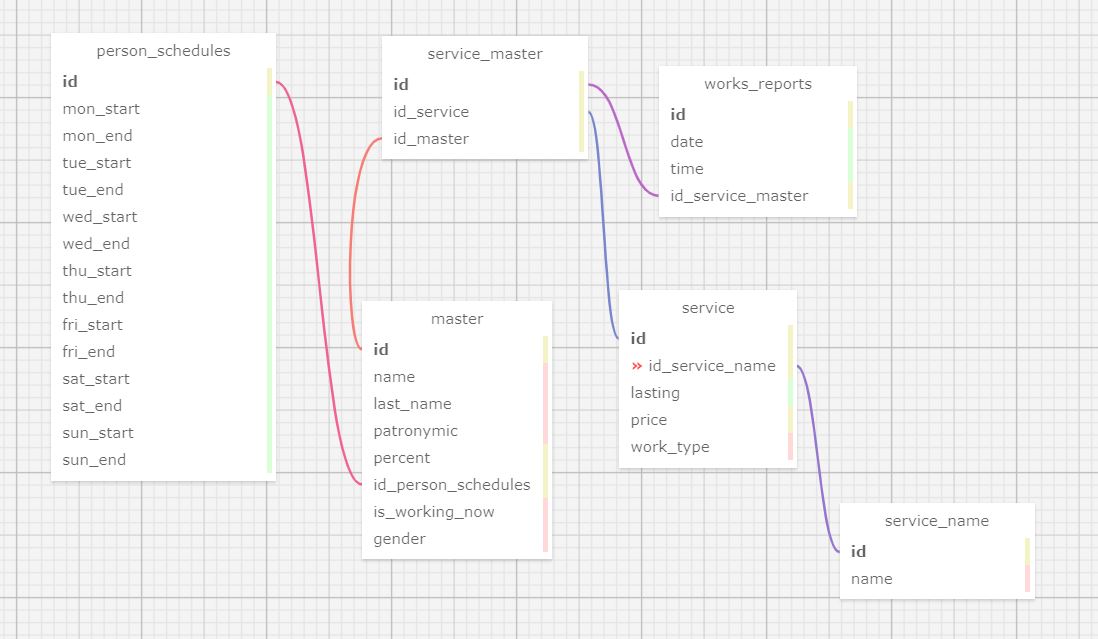 person_schedules
id
mon_start
mon_end
tue_start
tue_end
wed_start
wed_end
thu_start
thu_end
fri_start
fri_end
sat_start
sat_end
sun_start
sun_end
service_master
id
id_service
id_master
works_reports
id
date
time
id_service_master
master
id
name
last_name
patronymic
percent
id_person_schedules
is_working_now
gender
service
id
» id_service_name
lasting
price
work_type
service_name
id
name